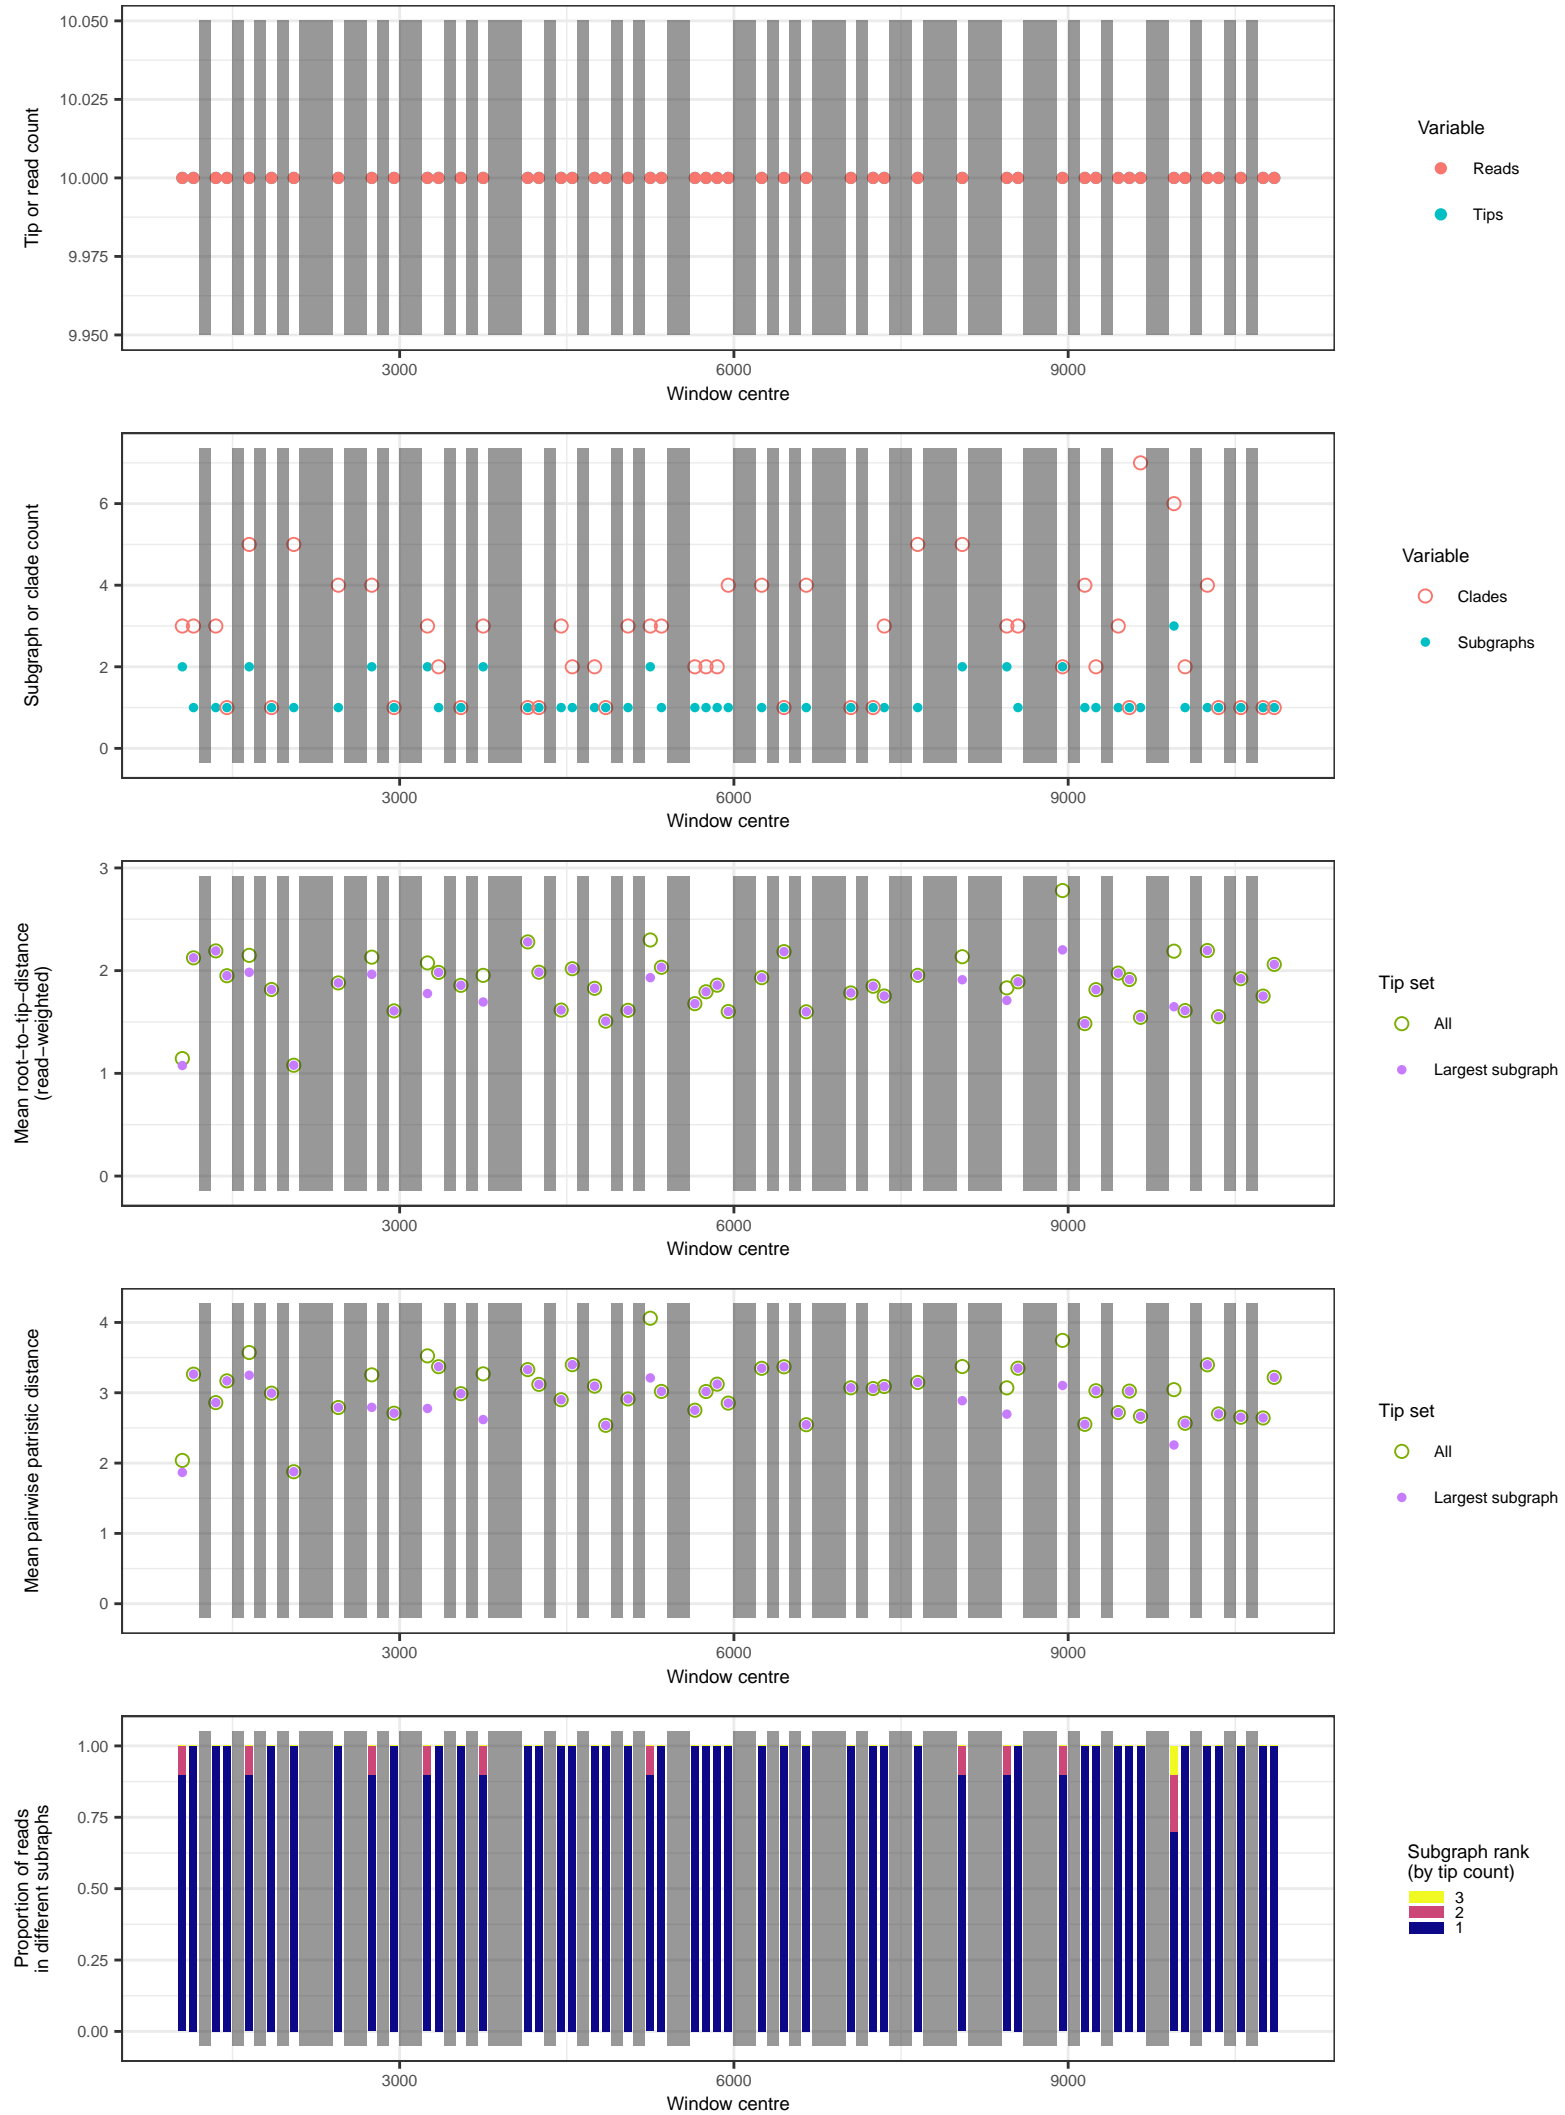 10.050
10.025
10.000
9.975
9.950
Tip or read count
3000
6000
9000
Window centre
Variable
Reads
Tips
6
4
2
0
Subgraph or clade count
3000
6000
9000
Window centre
Variable
Clades
Subgraphs
3
2
1
0
Mean root−to−tip−distance
(read−weighted)
3000
6000
9000
Window centre
Tip set
All
Largest subgraph
4
3
2
1
0
Mean pairwise patristic distance
3000
6000
9000
Window centre
Tip set
All
Largest subgraph
1.00
0.75
0.50
0.25
0.00
Proportion of reads
in different subraphs
3000
6000
9000
Window centre
Subgraph rank
(by tip count)
3
2
1